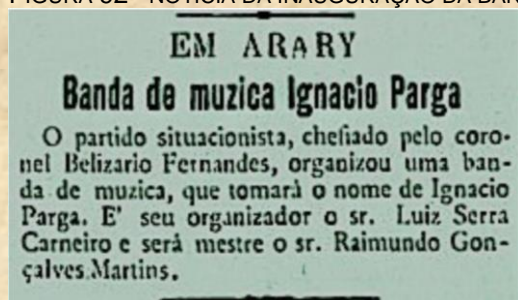 EM ARARY
Banda de muzica Ignacio Parga
O partido situacionista, chefiado pelo coro-
nel Belizario Fernandes, organizou uma ban-
da de muzica, que tomará o nome de Ignacio
Parga. E' seu organizador o sr. Luiz Serra
Carneiro e será mestre o sr. Raimundo Gon-
çalves Martins.